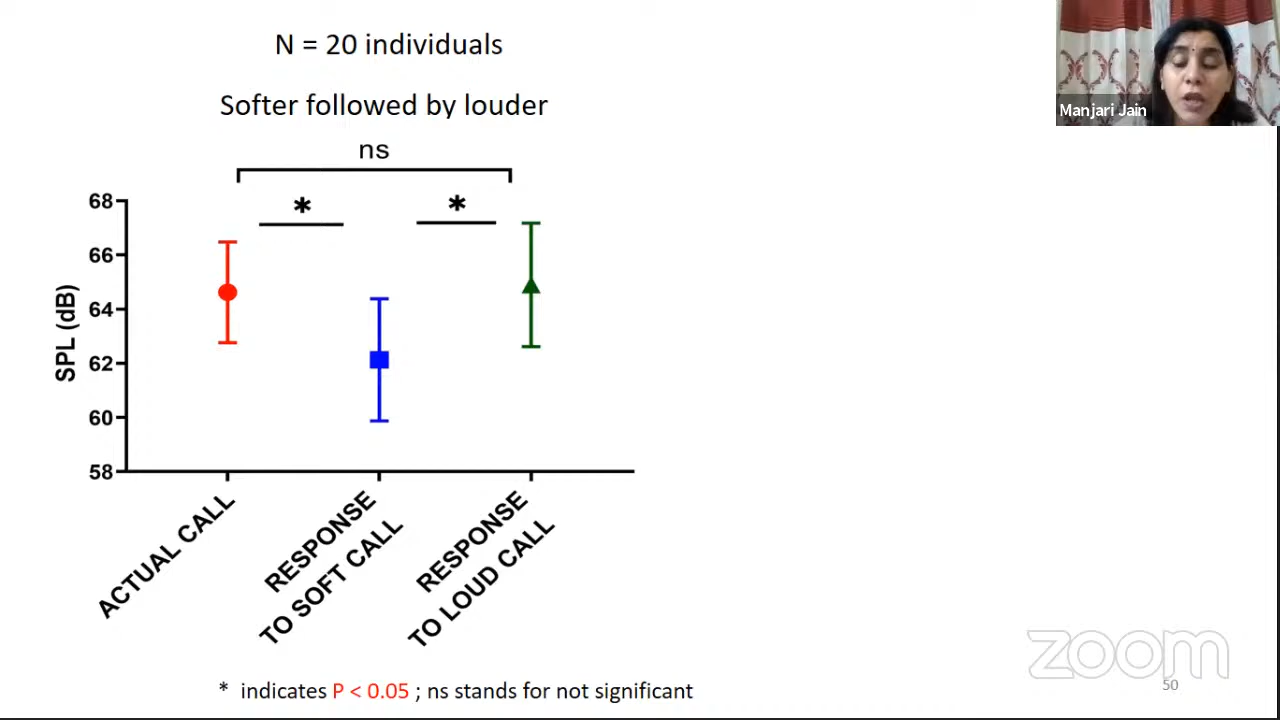 N = 20 individuals
Softer followed by louder
Manjari Jain
ns
* *
68
66
64
62
60
58
SPL (dB)
ACTUAL CALL
RESPONSE
TO SOFT CALL
RESPONSE
TO LOUD CALL
* indicates P < 0.05 ; ns stands for not significant
zoom
50